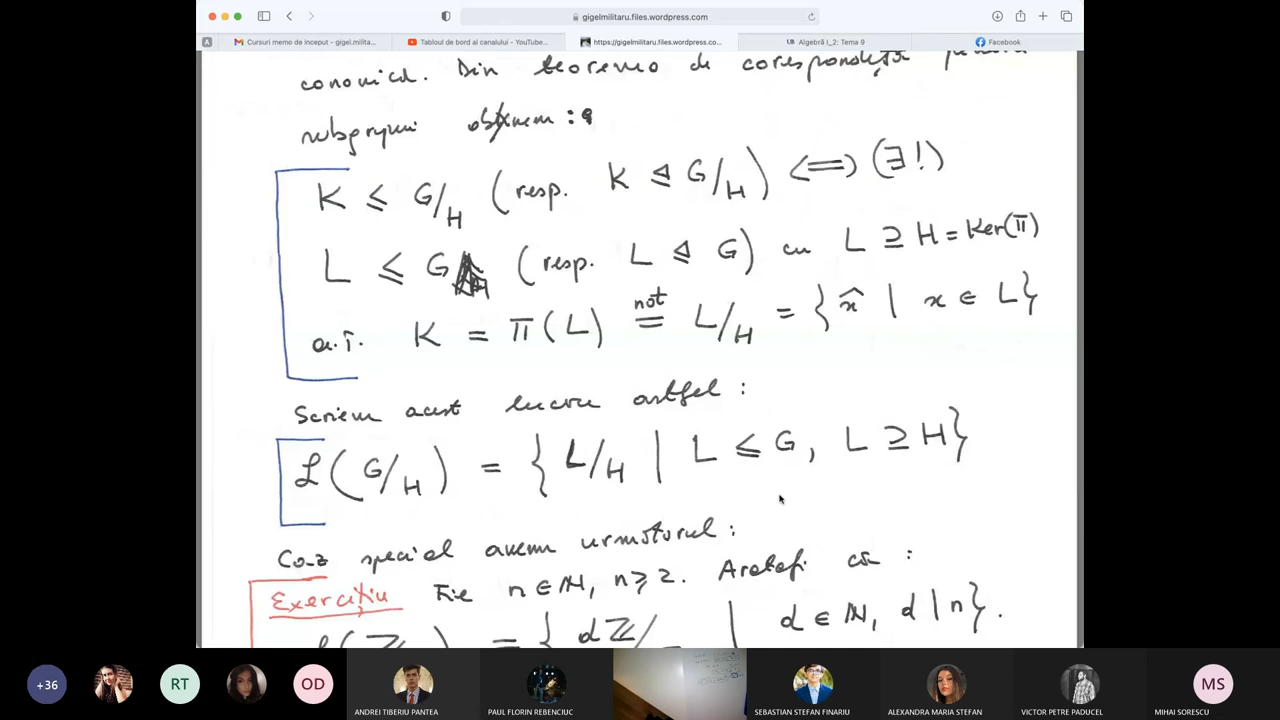 gigelmilitaru.files.wordpress.com
A
Cursuri memo de inceput - gigel.milita...
Tabloul de bord al canalului - YouTube...
https://gigelmilitaru.files.wordpress.co...
UB Algebră I_2: Tema 9
Facebook
canonică. Din teorema de corespondență pentru
subgrupuri obținem :
K ≤ G/H (resp. K ⊴ G/H) <=> (∃!)
L ≤ G (resp. L ⊴ G) cu L ⊇ H = Ker(π)
a.î. K = π(L) not= L/H = {x̂ | x ∈ L}
Scriem acest lucru astfel :
ℒ(G/H) = {L/H | L ≤ G, L ⊇ H}
Caz special avem urmatorul :
Exercițiu Fie n ∈ ℕ, n ≥ 2. Arătați că :
= { dℤ/ | d ∈ ℕ, d | n}.
+36
RT
OD
ANDREI TIBERIU PANTEA
PAUL FLORIN REBENCIUC
SEBASTIAN STEFAN FINARIU
ALEXANDRA MARIA STEFAN
VICTOR PETRE PADUCEL
MS
MIHAI SORESCU